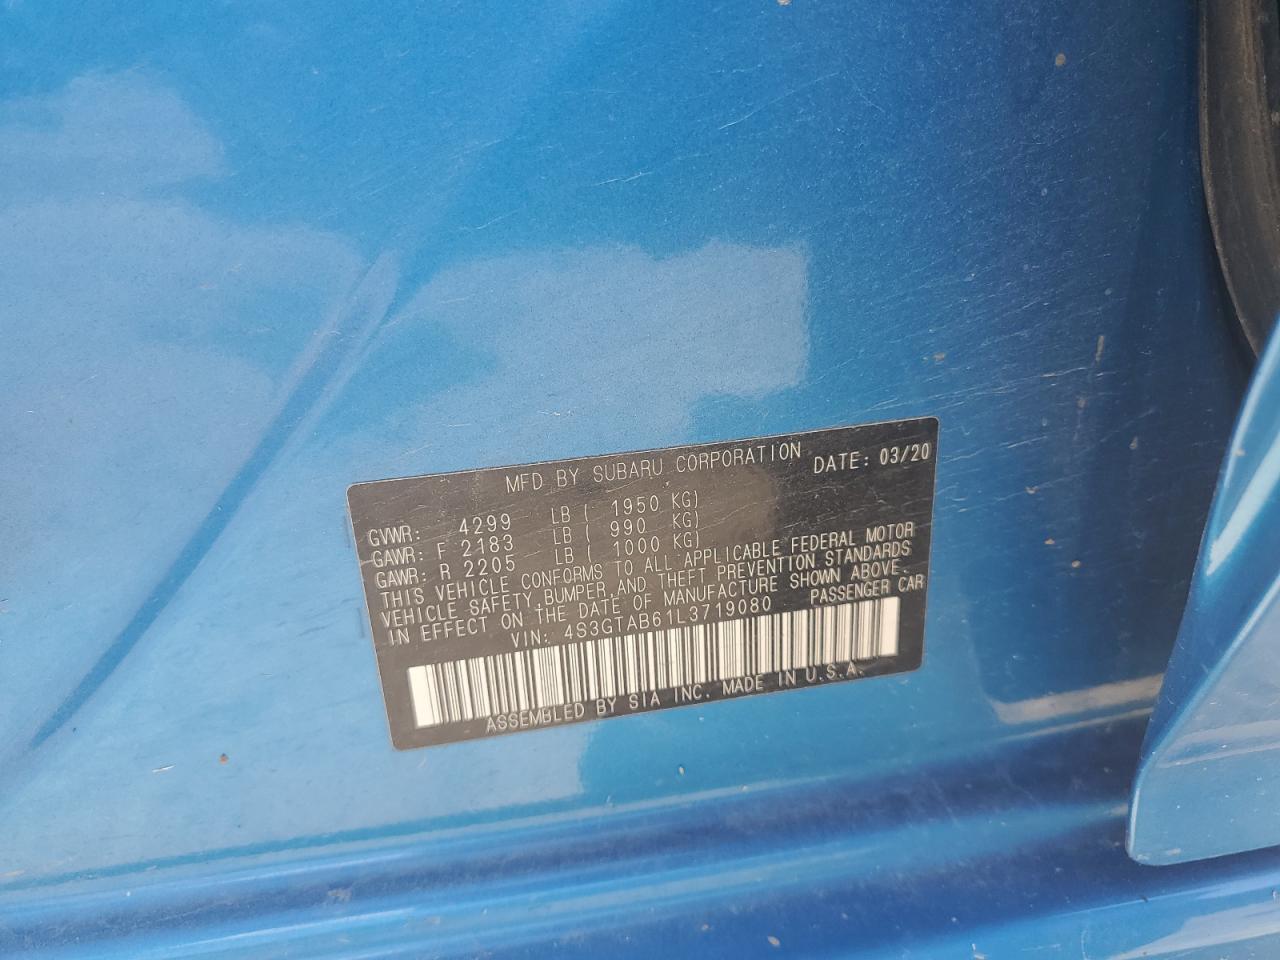 MFD BY SUBARU CORPORATION DATE: 03/20
GVWR: 4299 LB ( 1950 KG)
GAWR: F 2183 LB ( 990 KG)
GAWR: R 2205 LB ( 1000 KG)
THIS VEHICLE CONFORMS TO ALL APPLICABLE FEDERAL MOTOR
VEHICLE SAFETY, BUMPER, AND THEFT PREVENTION STANDARDS
IN EFFECT ON THE DATE OF MANUFACTURE SHOWN ABOVE.
VIN: 4S3GTAB61L3719080 PASSENGER CAR
ASSEMBLED BY SIA INC. MADE IN U.S.A.